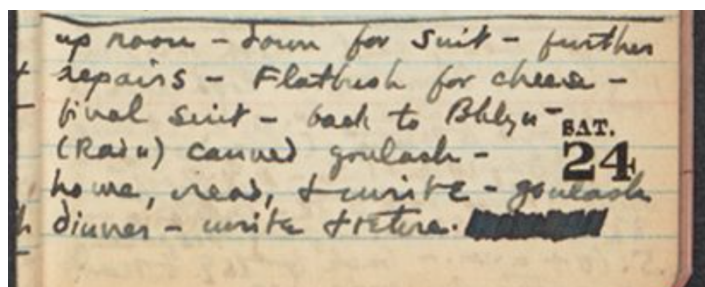 up noon – down for suit – further
repairs – Flatbush for cheese –
final suit – back to Bklyn –
(Rain) canned goulash –
SAT.
24
home, read, & write – goulash
dinner – write & retire.